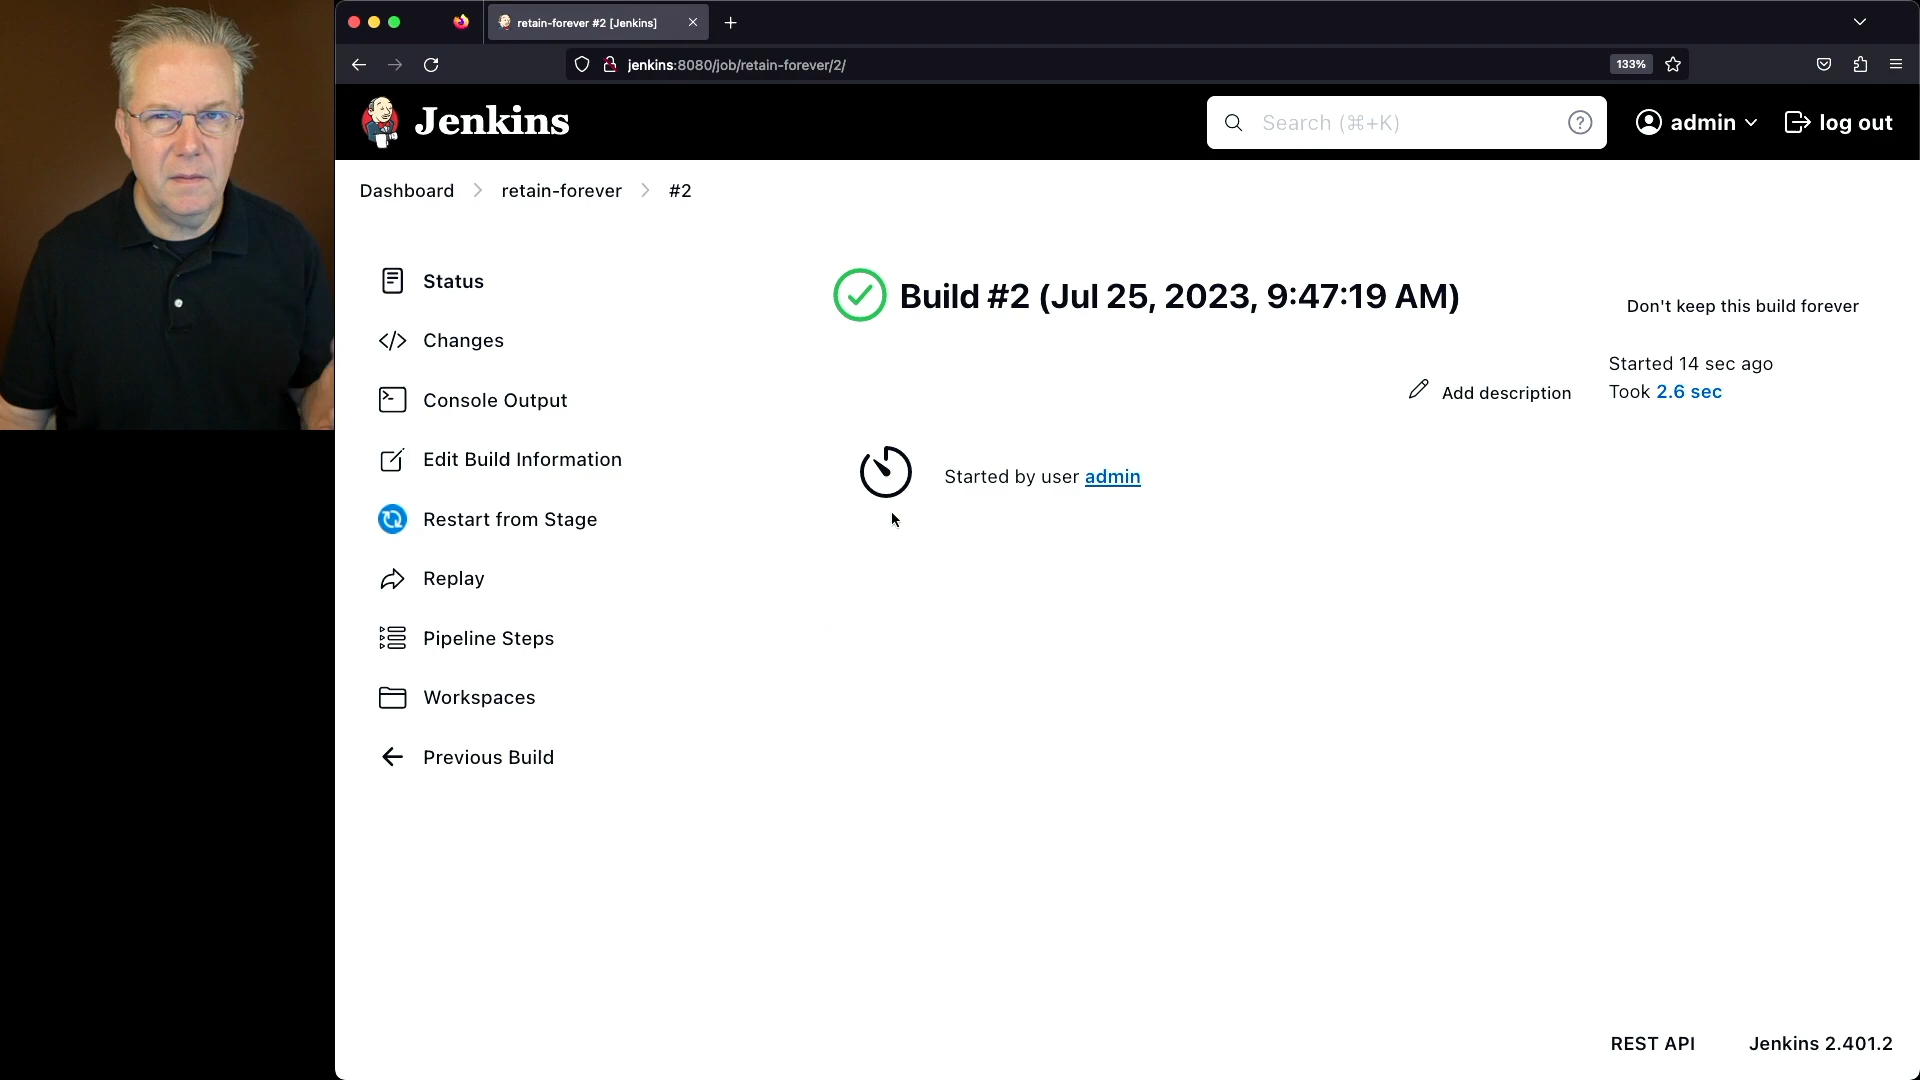 retain-forever #2 [Jenkins]
jenkins:8080/job/retain-forever/2/
133%
Jenkins
Search (⌘+K)
admin
log out
Dashboard
retain-forever
#2
Status
Changes
Console Output
Edit Build Information
Restart from Stage
Replay
Pipeline Steps
Workspaces
Previous Build
Build #2 (Jul 25, 2023, 9:47:19 AM)
Don't keep this build forever
Started 14 sec ago
Took 2.6 sec
Add description
Started by user admin
REST API
Jenkins 2.401.2